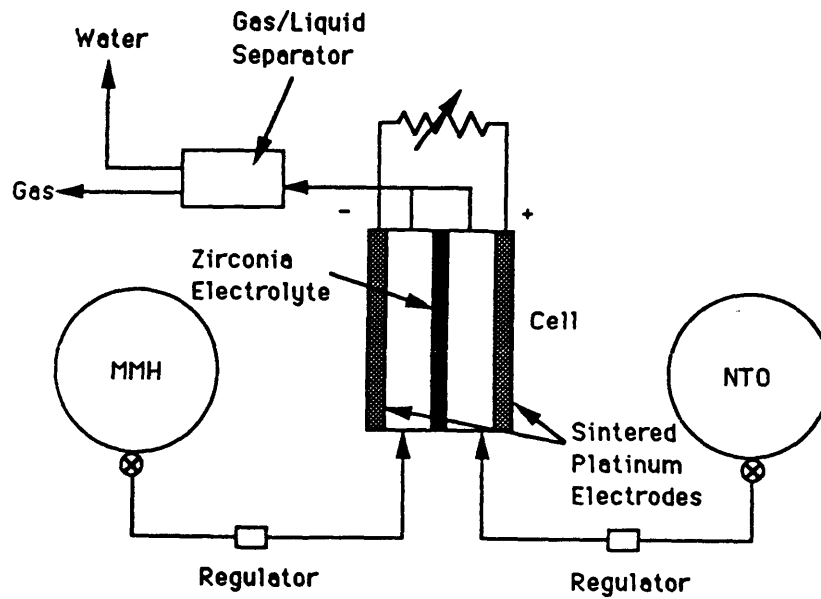 Water
Gas/Liquid
Separator
Gas
-
+
Zirconia
Electrolyte
Cell
MMH
NTO
Sintered
Platinum
Electrodes
Regulator
Regulator